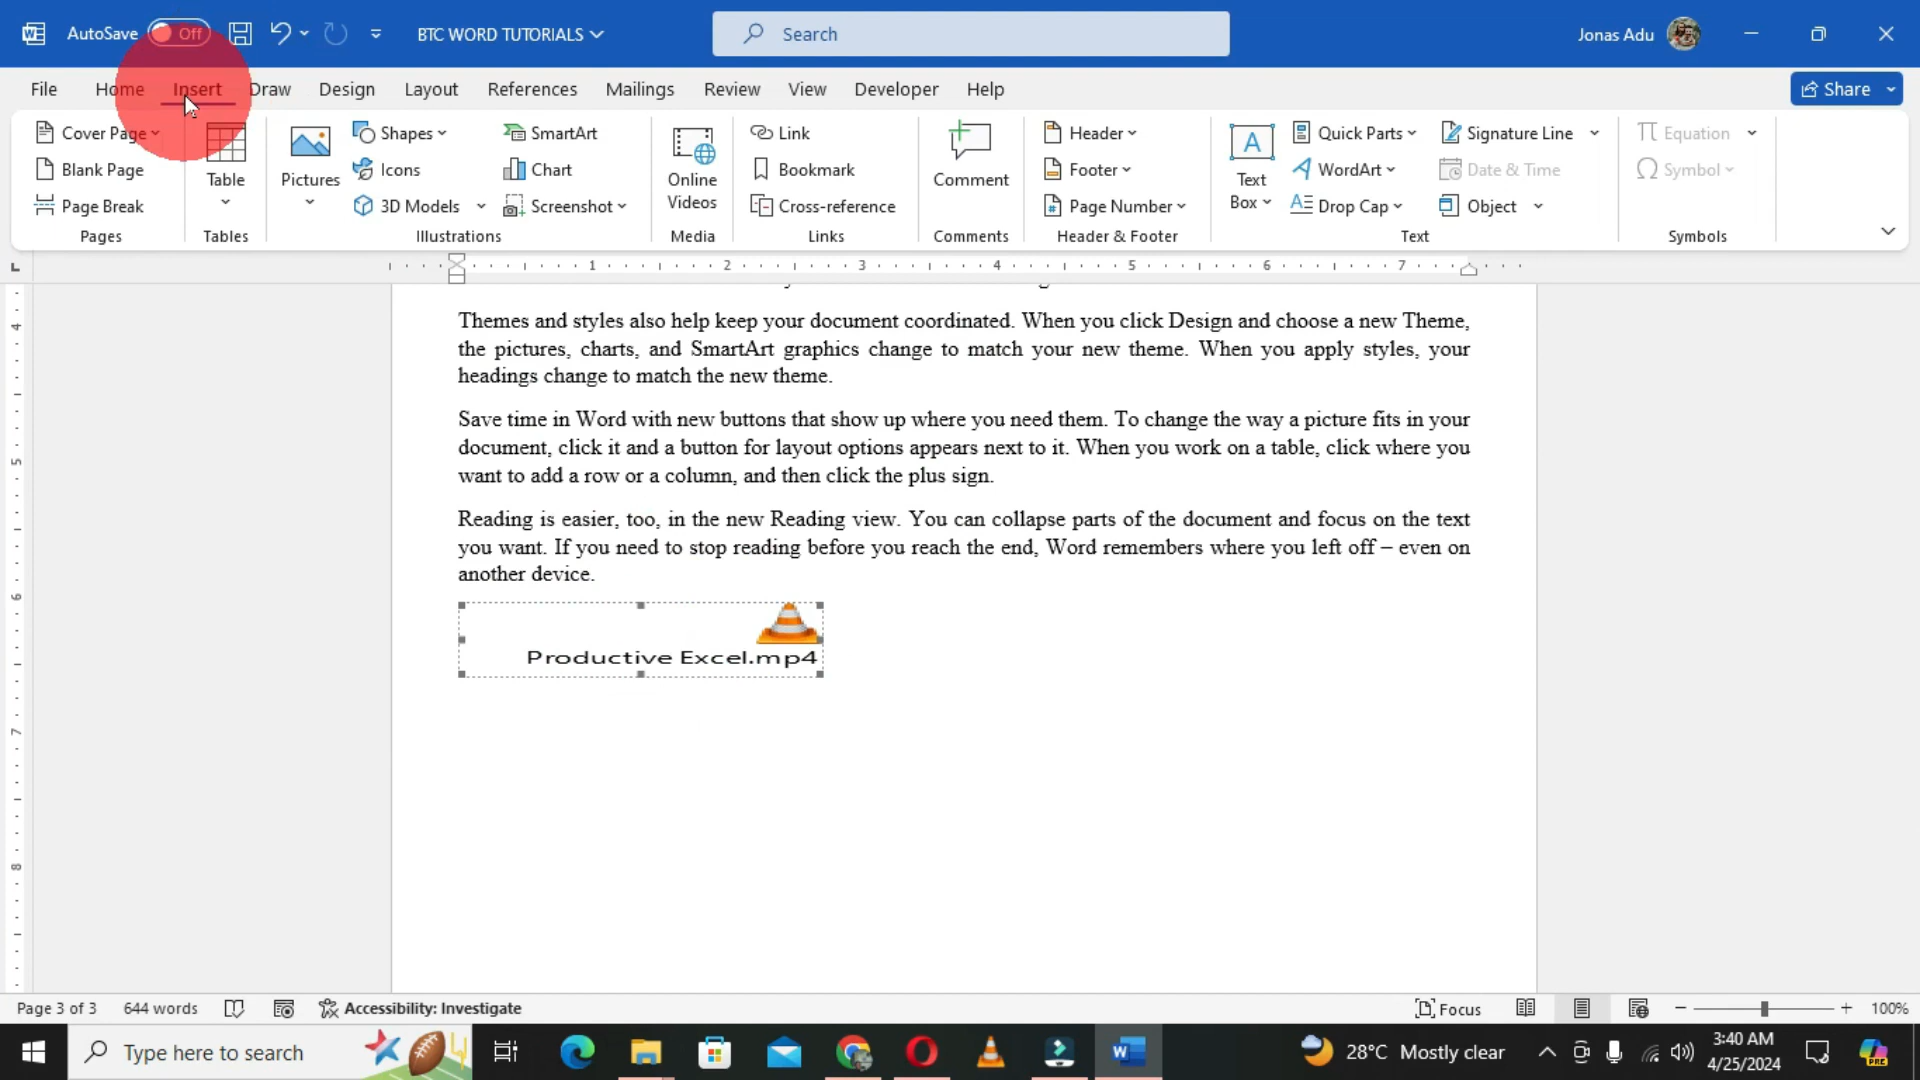 AutoSave Off BTC WORD TUTORIALS Search Jonas Adu
File Home Insert Draw Design Layout References Mailings Review View Developer Help Share
Cover Page
Blank Page
Page Break
Pages
Table
Tables
Pictures
Shapes
Icons
3D Models
SmartArt
Chart
Screenshot
Illustrations
Online
Videos
Media
Link
Bookmark
Cross-reference
Links
Comment
Comments
Header
Footer
Page Number
Header & Footer
Text
Box
Quick Parts
WordArt
Drop Cap
Signature Line
Date & Time
Object
Text
Equation
Symbol
Symbols
1 2 3 4 5 6 7
4
5
6
7
8
Themes and styles also help keep your document coordinated. When you click Design and choose a new Theme,
the pictures, charts, and SmartArt graphics change to match your new theme. When you apply styles, your
headings change to match the new theme.
Save time in Word with new buttons that show up where you need them. To change the way a picture fits in your
document, click it and a button for layout options appears next to it. When you work on a table, click where you
want to add a row or a column, and then click the plus sign.
Reading is easier, too, in the new Reading view. You can collapse parts of the document and focus on the text
you want. If you need to stop reading before you reach the end, Word remembers where you left off – even on
another device.
Productive Excel.mp4
Page 3 of 3 644 words Accessibility: Investigate Focus 100%
Type here to search 28°C Mostly clear 3:40 AM
4/25/2024